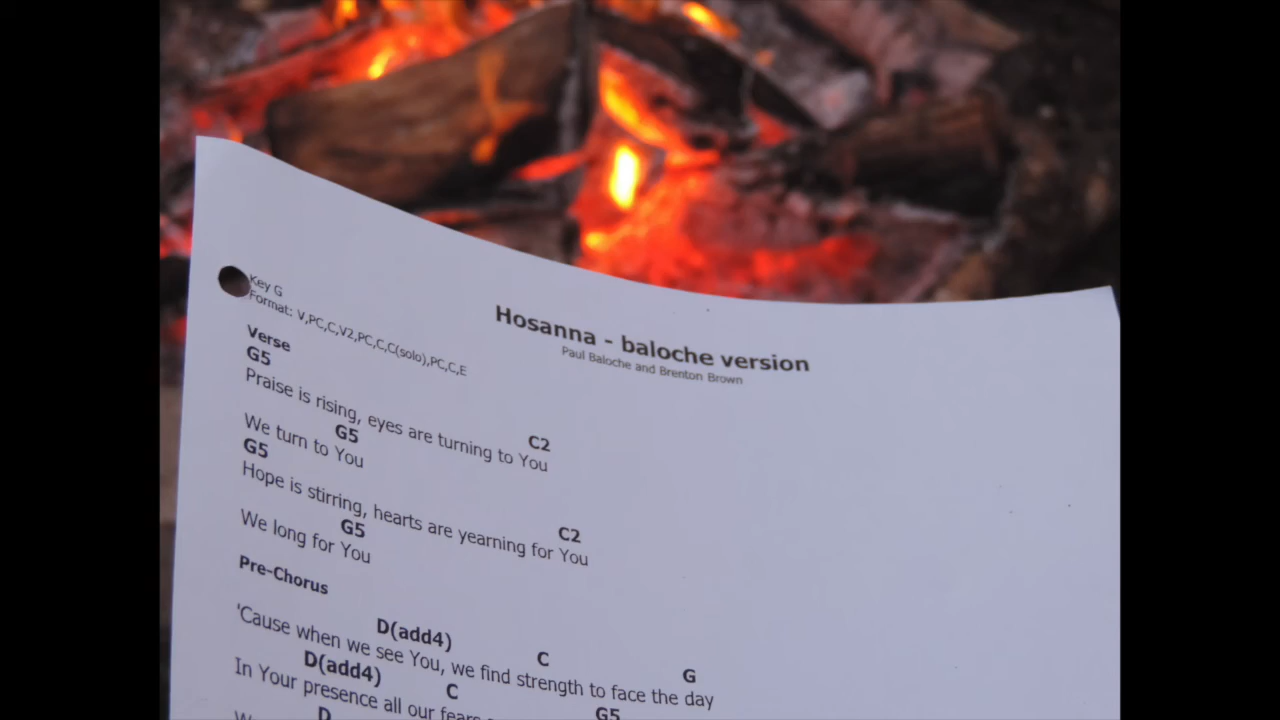 Key G
Format: V,PC,C,V2,PC,C,C(solo),PC,C,E
Hosanna - baloche version
Paul Baloche and Brenton Brown
Verse
G5 C2
Praise is rising, eyes are turning to You
G5
We turn to You
G5 C2
Hope is stirring, hearts are yearning for You
G5
We long for You
Pre-Chorus
D(add4) C G
'Cause when we see You, we find strength to face the day
D(add4) C G5
In Your presence all our fears
D